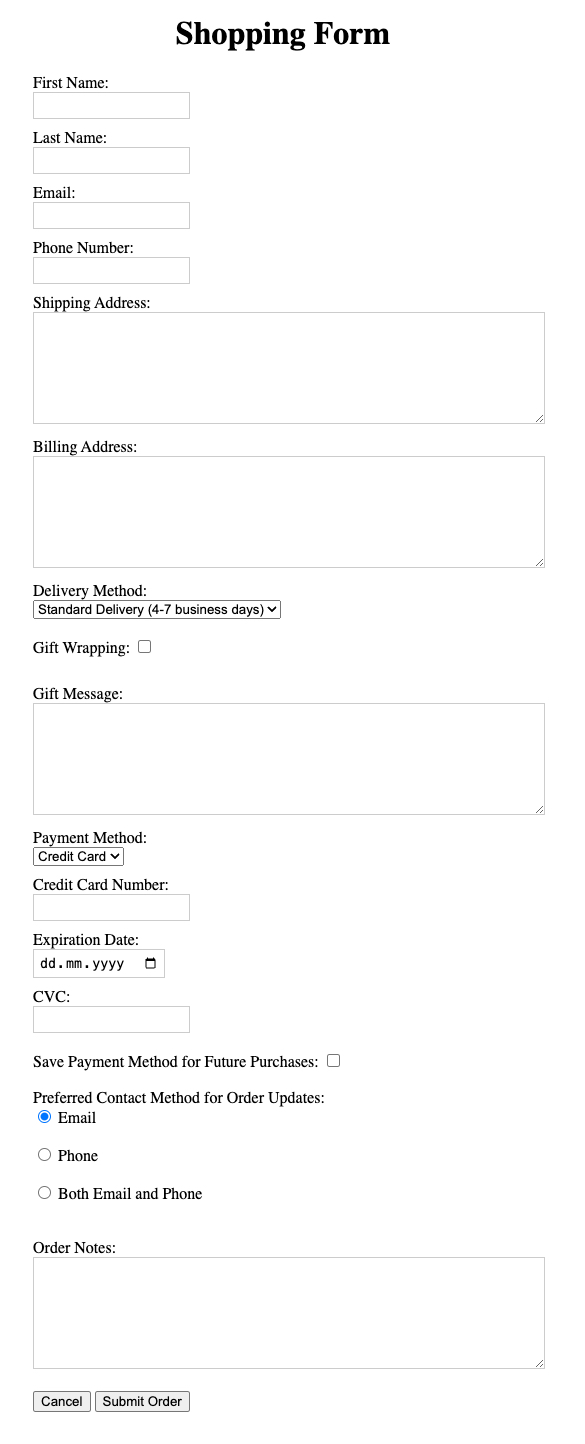 Shopping Form
First Name:
Last Name:
Email:
Phone Number:
Shipping Address:
Billing Address:
Delivery Method:
Standard Delivery (4-7 business days)
Gift Wrapping:
Gift Message:
Payment Method:
Credit Card
Credit Card Number:
Expiration Date:
dd.mm.yyyy
CVC:
Save Payment Method for Future Purchases:
Preferred Contact Method for Order Updates:
Email
Phone
Both Email and Phone
Order Notes:
Cancel Submit Order